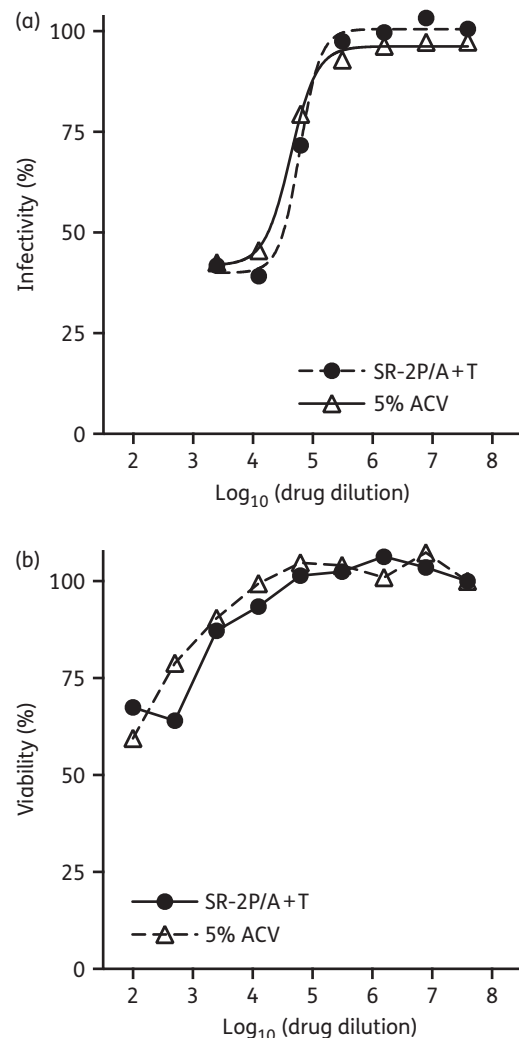 (a)
100
75
50
25
0
Infectivity (%)
SR-2P/A+T
5% ACV
2 3 4 5 6 7 8
Log₁₀ (drug dilution)
(b)
100
75
50
25
0
Viability (%)
SR-2P/A+T
5% ACV
2 3 4 5 6 7 8
Log₁₀ (drug dilution)